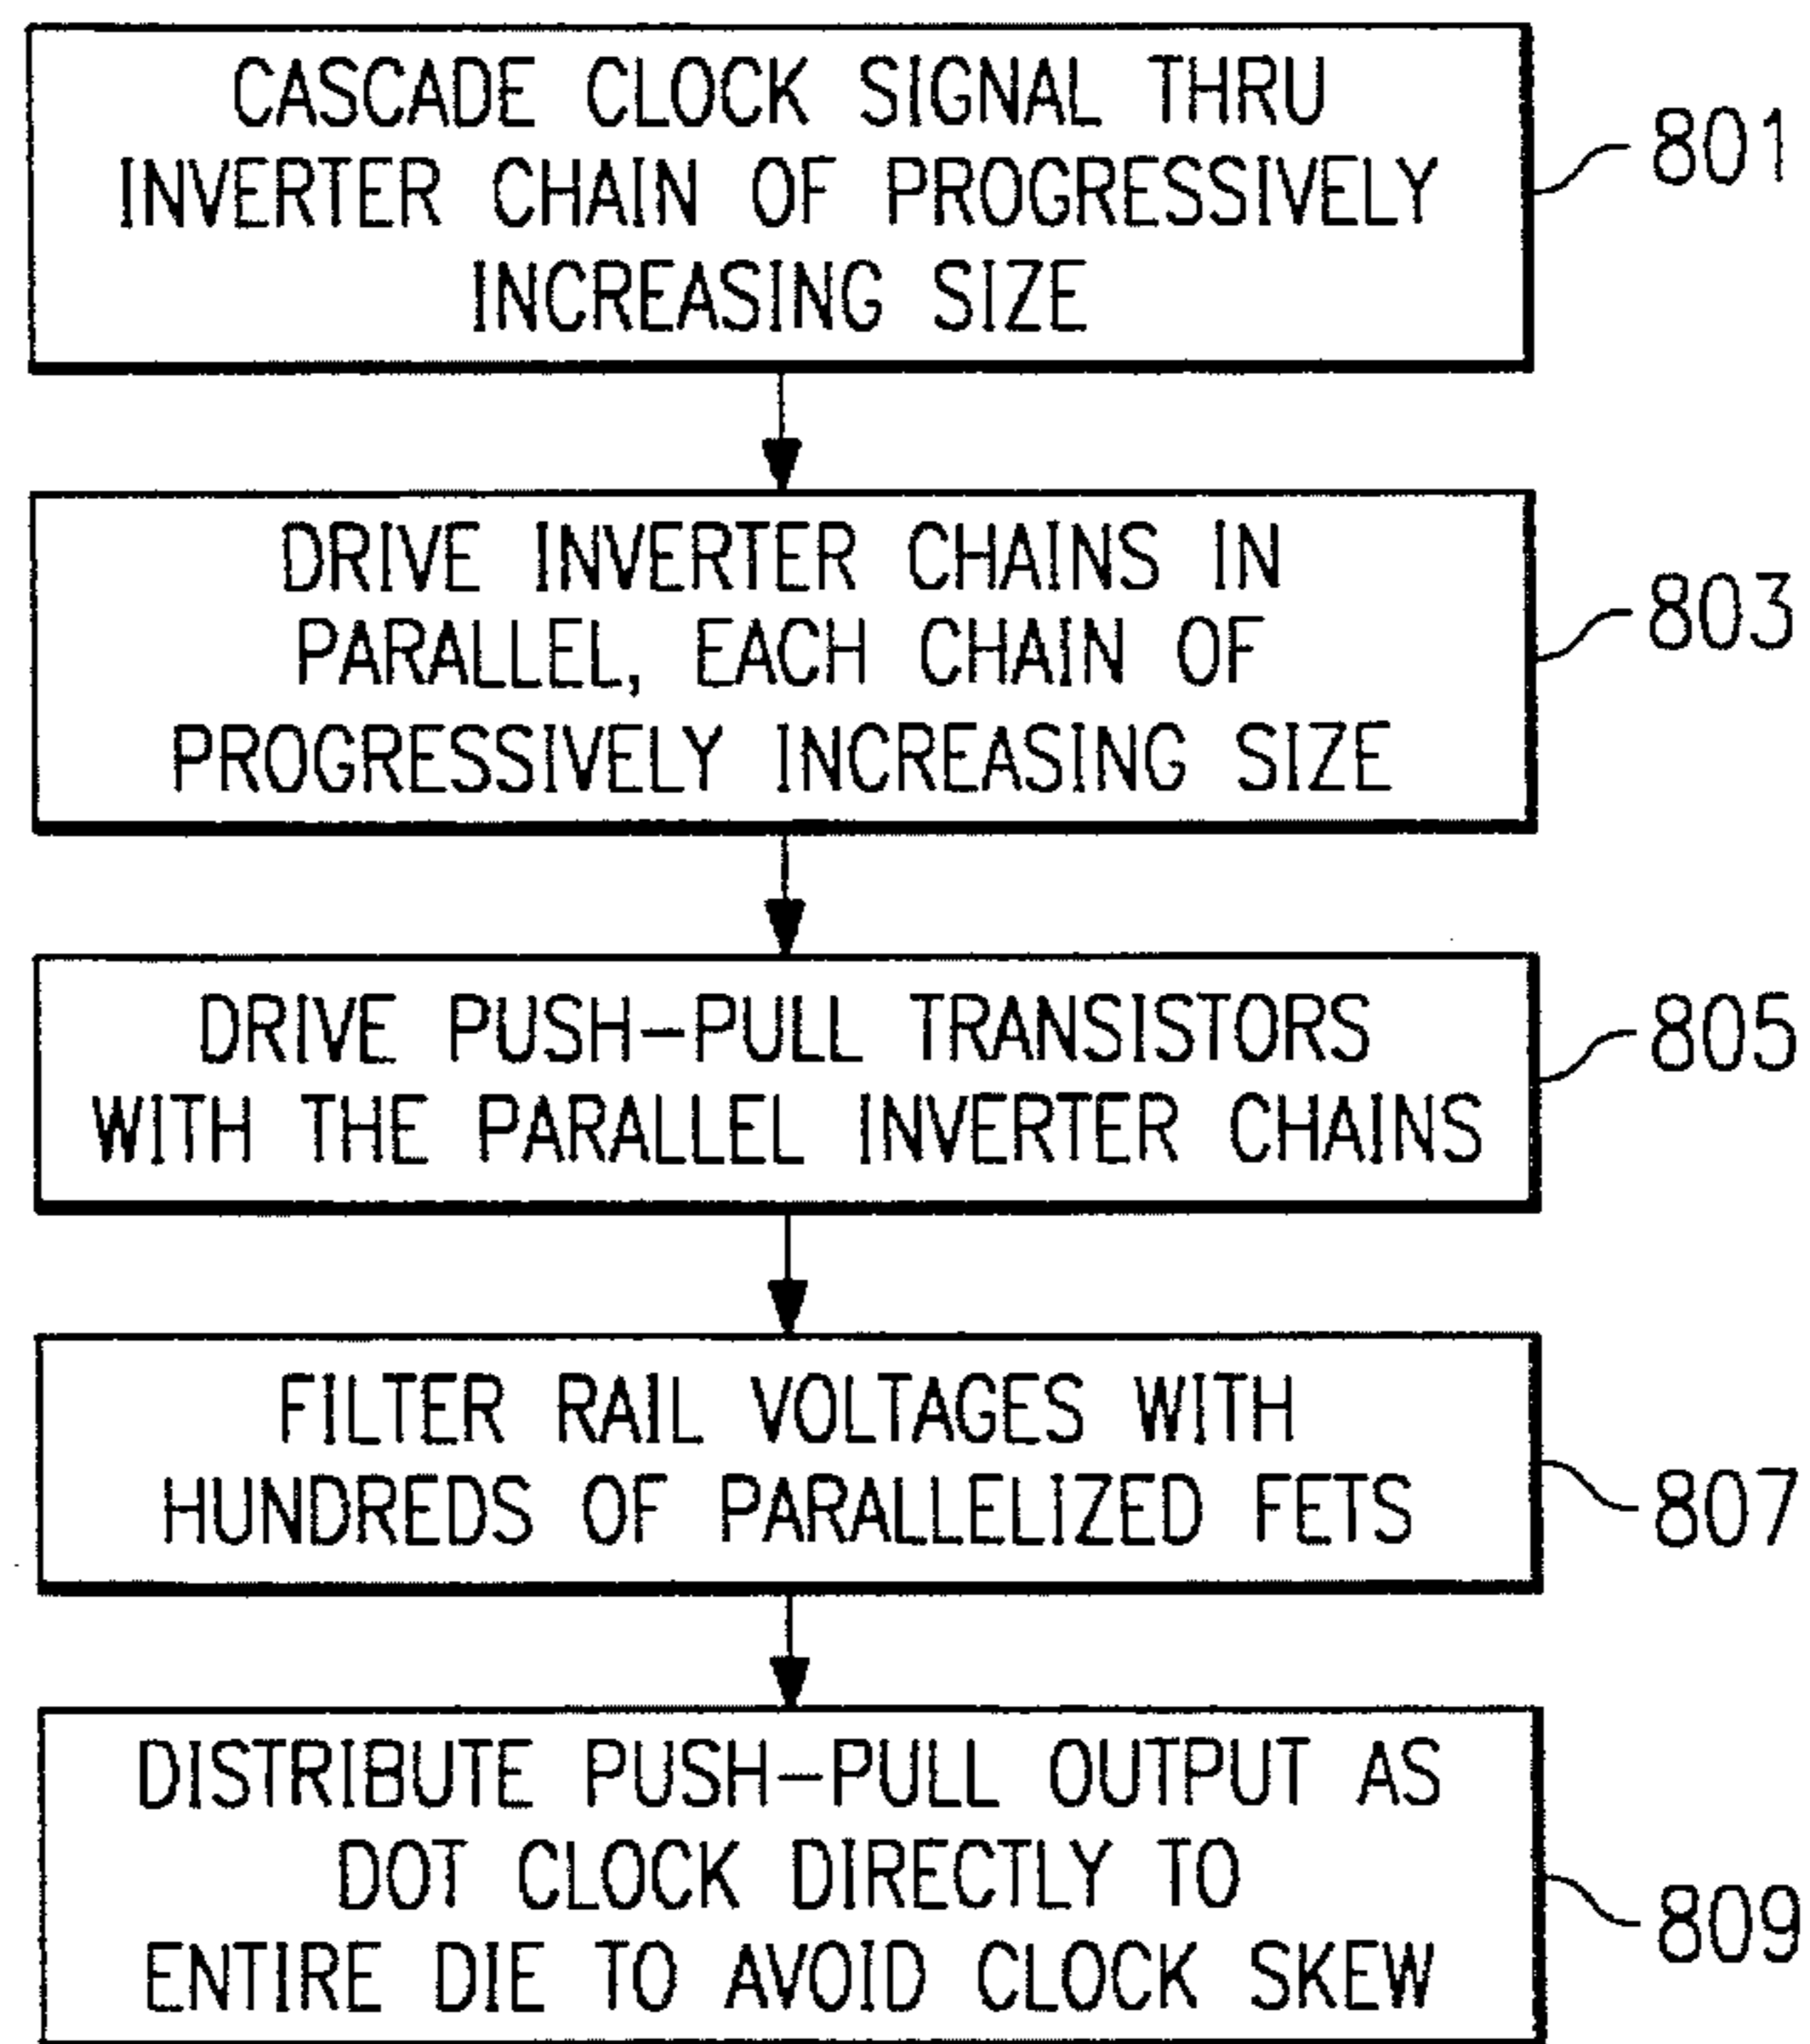 CASCADE CLOCK SIGNAL THRU
INVERTER CHAIN OF PROGRESSIVELY
INCREASING SIZE
801
DRIVE INVERTER CHAINS IN
PARALLEL, EACH CHAIN OF
PROGRESSIVELY INCREASING SIZE
803
DRIVE PUSH-PULL TRANSISTORS
WITH THE PARALLEL INVERTER CHAINS
805
FILTER RAIL VOLTAGES WITH
HUNDREDS OF PARALLELIZED FETS
807
DISTRIBUTE PUSH-PULL OUTPUT AS
DOT CLOCK DIRECTLY TO
ENTIRE DIE TO AVOID CLOCK SKEW
809